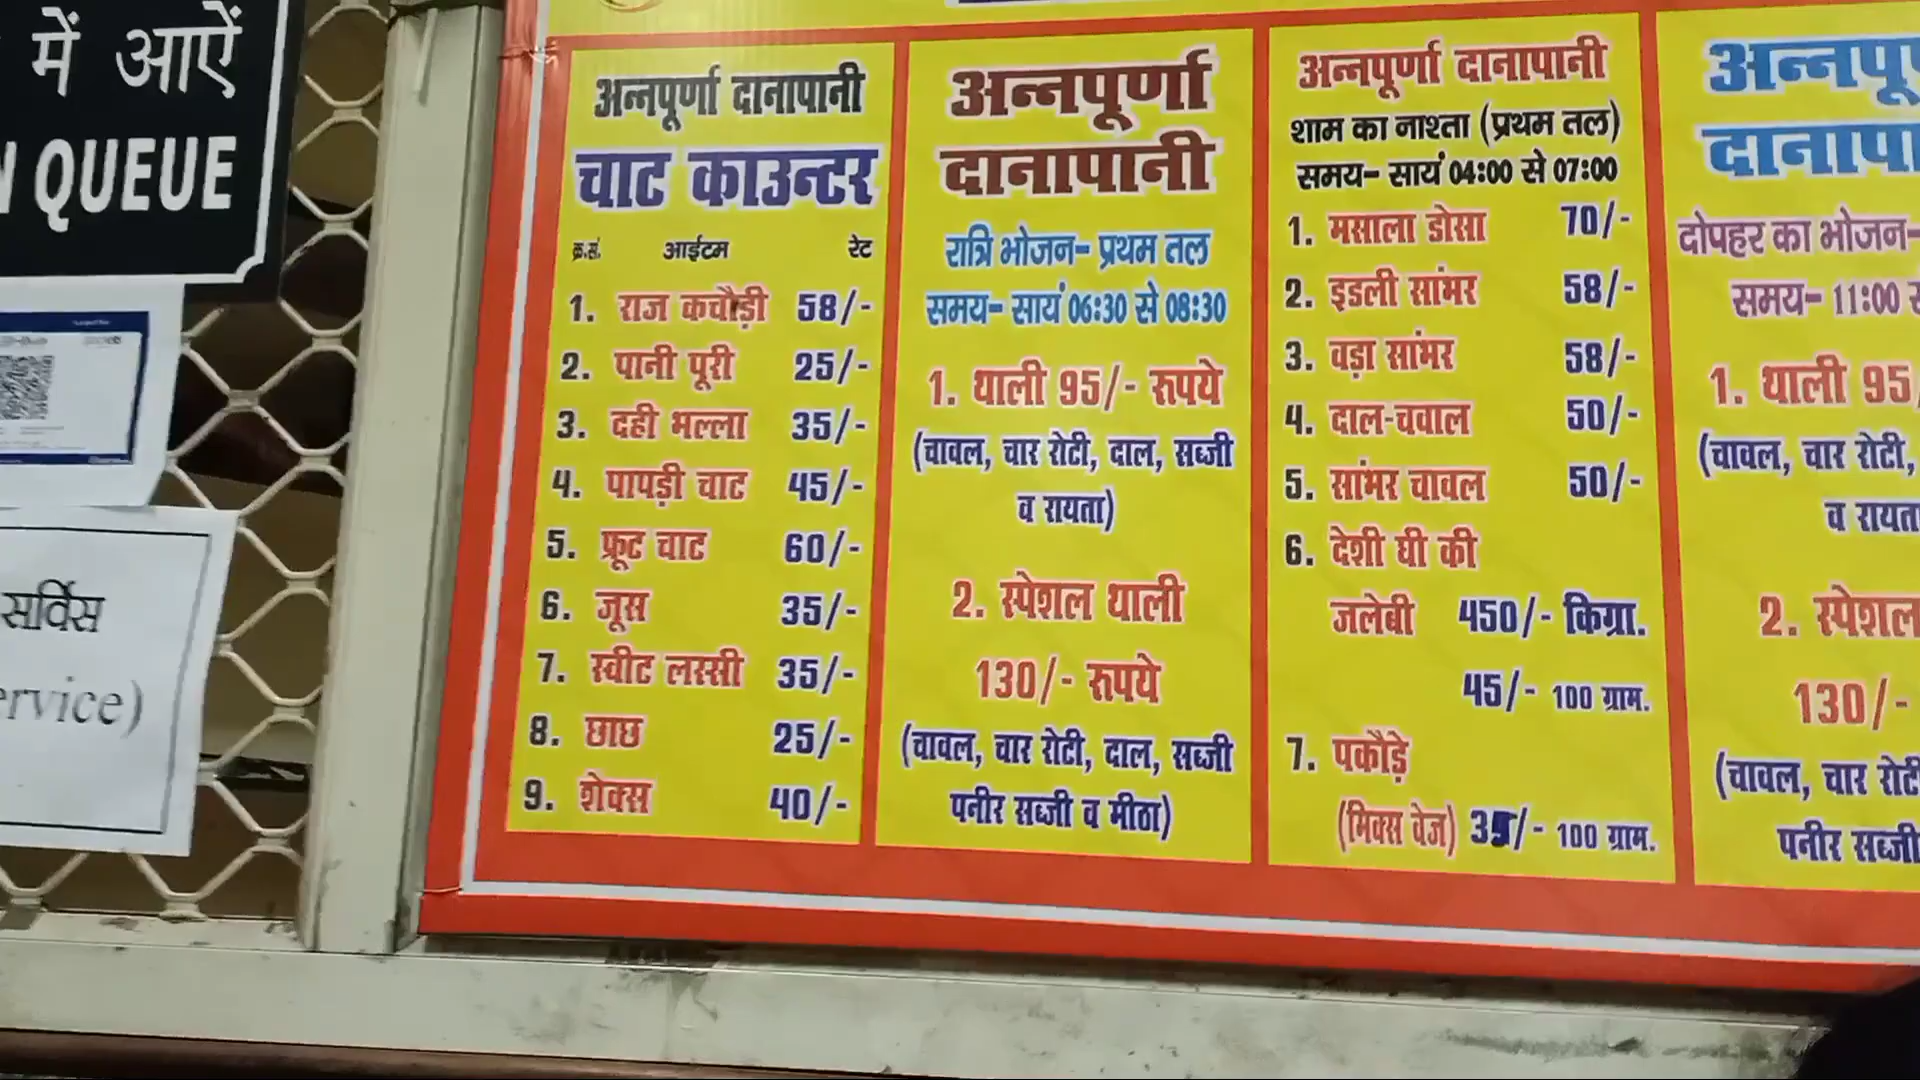 में आऐं
QUEUE
सर्विस
अन्नपूर्णा दानापानी
चाट काउन्टर
क्र.सं. आईटम रेट
1. राज कचौड़ी 58/-
2. पानी पूरी 25/-
3. दही भल्ला 35/-
4. पापड़ी चाट 45/-
5. फ्रूट चाट 60/-
6. जूस 35/-
7. स्वीट लस्सी 35/-
8. छाछ 25/-
9. शेक्स 40/-
अन्नपूर्णा
दानापानी
रात्रि भोजन- प्रथम तल
समय- सायं 06:30 से 08:30
1. थाली 95/- रूपये
(चावल, चार रोटी, दाल, सब्जी
व रायता)
2. स्पेशल थाली
130/- रूपये
(चावल, चार रोटी, दाल, सब्जी
पनीर सब्जी व मीठा)
अन्नपूर्णा दानापानी
शाम का नाश्ता (प्रथम तल)
समय- सायं 04:00 से 07:00
1. मसाला डोसा 70/-
2. इडली सांभर 58/-
3. वड़ा सांभर 58/-
4. दाल-चवाल 50/-
5. सांभर चावल 50/-
6. देशी घी की
जलेबी 450/- किग्रा.
45/- 100 ग्राम.
7. पकौड़े
(मिक्स वेज) 35/- 100 ग्राम.
दोपहर का भोजन-
समय- 11:00
1. थाली 95
(चावल, चार रोटी,
व
2. स्पेशल
130/-
(चावल, चार रोटी
पनीर सब्जी